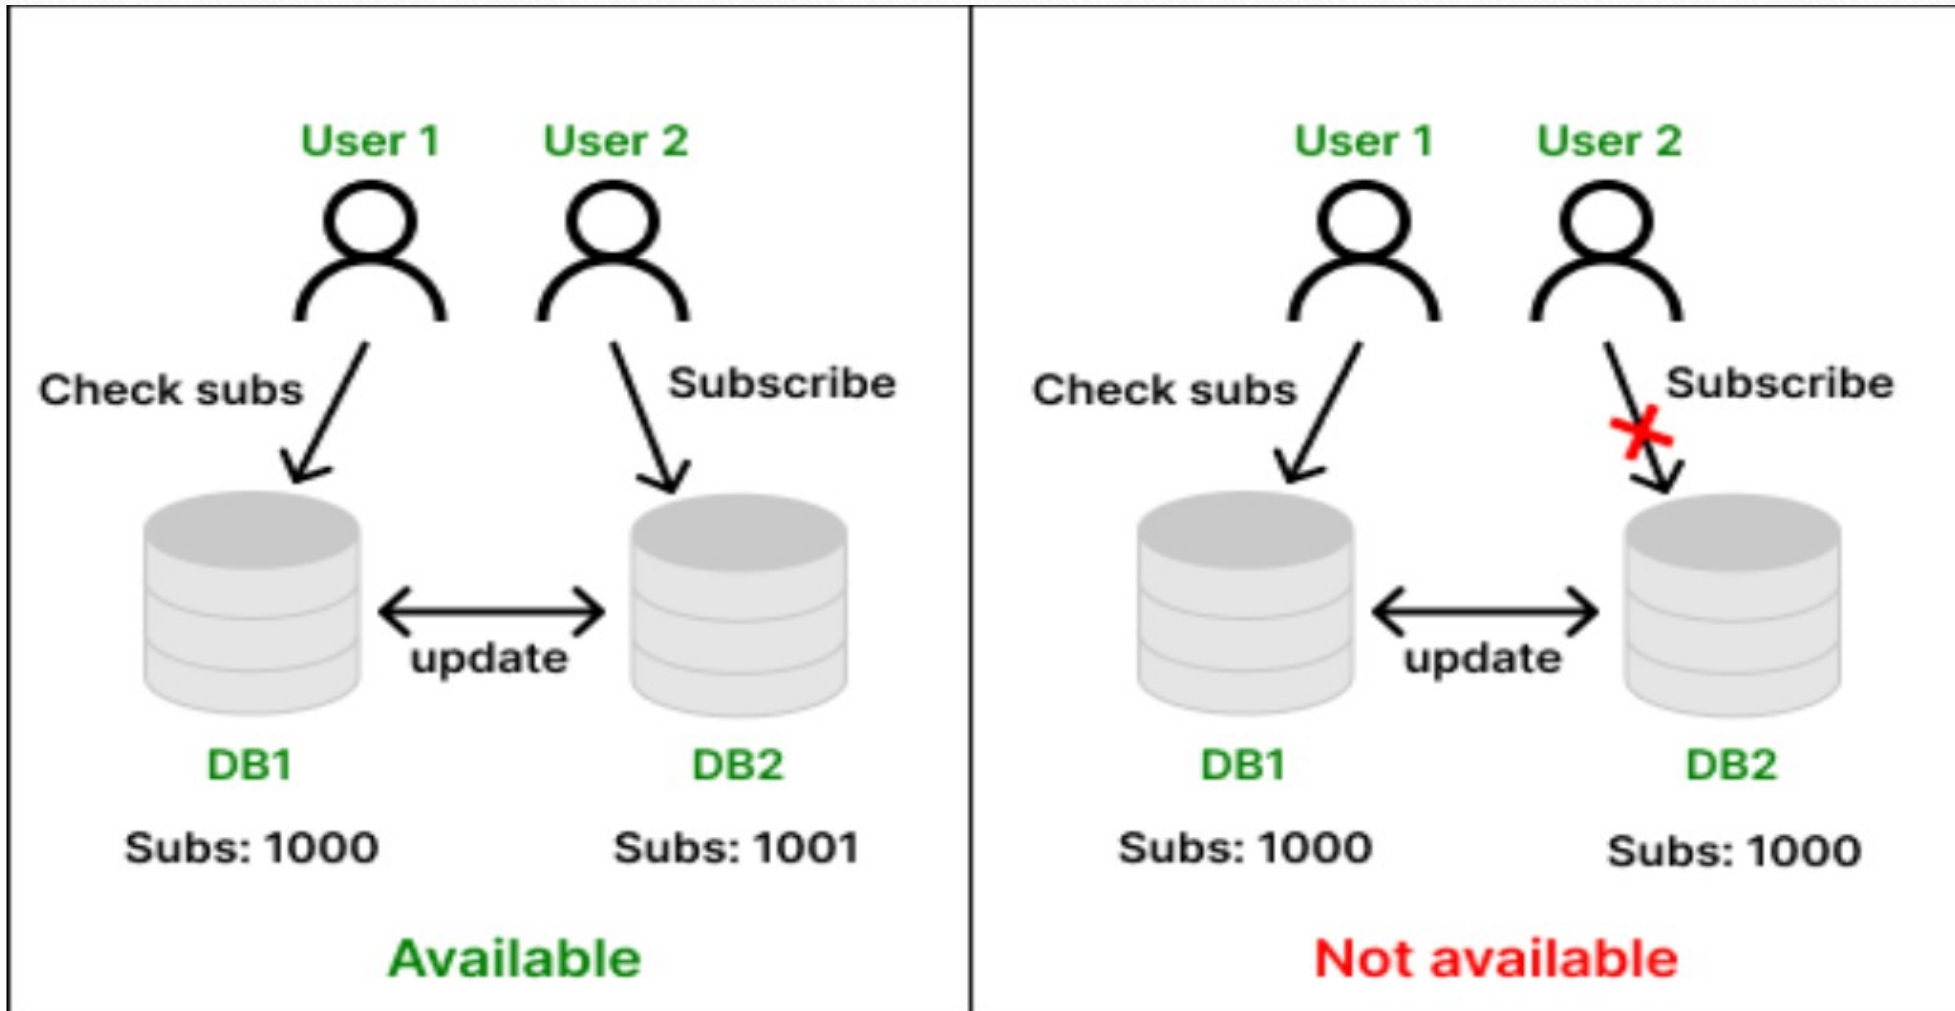 User 1
User 2
Check subs
Subscribe
update
DB1
DB2
Subs: 1000
Subs: 1001
Available
User 1
User 2
Check subs
Subscribe
update
DB1
DB2
Subs: 1000
Subs: 1000
Not available